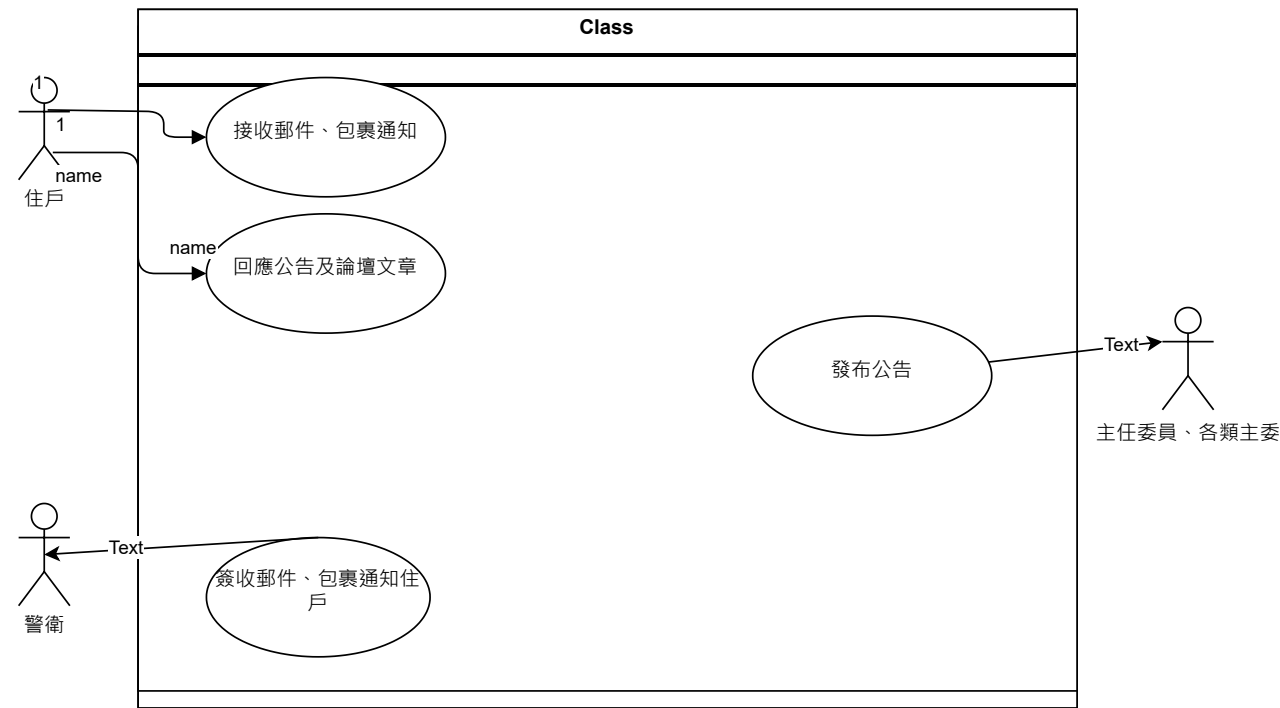 Class
1
1
接收郵件、包裹通知
name
住戶
name
回應公告及論壇文章
Text
發布公告
主任委員、各類主委
Text
簽收郵件、包裹通知住
戶
警衛